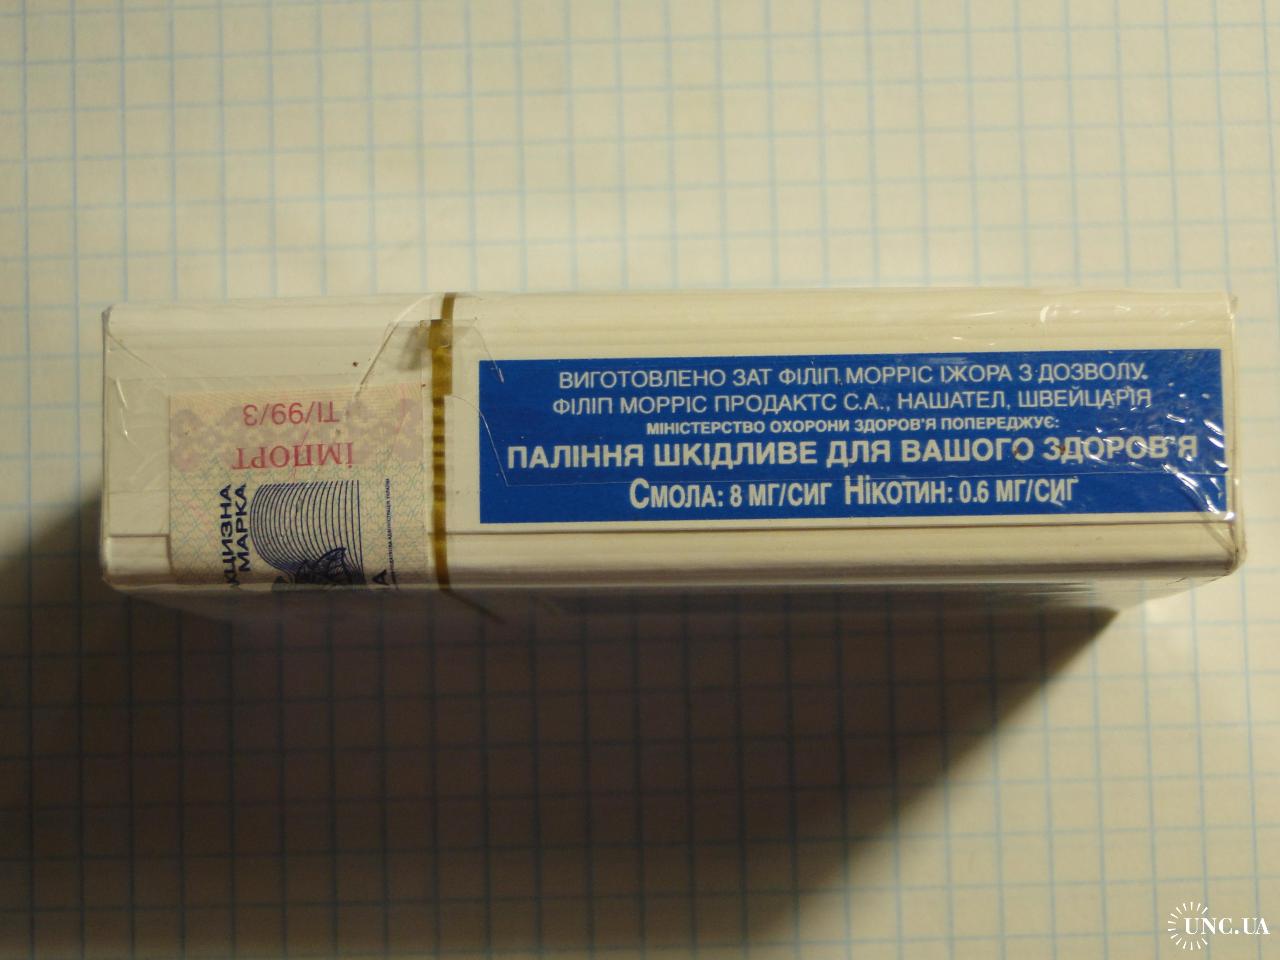 ВИГОТОВЛЕНО ЗАТ ФІЛІП МОРРІС ІЖОРА З ДОЗВОЛУ
ФІЛІП МОРРІС ПРОДАКТС С.А., НАШАТЕЛ, ШВЕЙЦАРІЯ
МІНІСТЕРСТВО ОХОРОНИ ЗДОРОВ'Я ПОПЕРЕДЖУЄ:
ПАЛІННЯ ШКІДЛИВЕ ДЛЯ ВАШОГО ЗДОРОВ'Я
СМОЛА: 8 МГ/СИГ НІКОТИН: 0.6 МГ/СИГ
ТІ/99/3
ІМПОРТ
АКЦИЗНА
МАРКА
UNC.UA